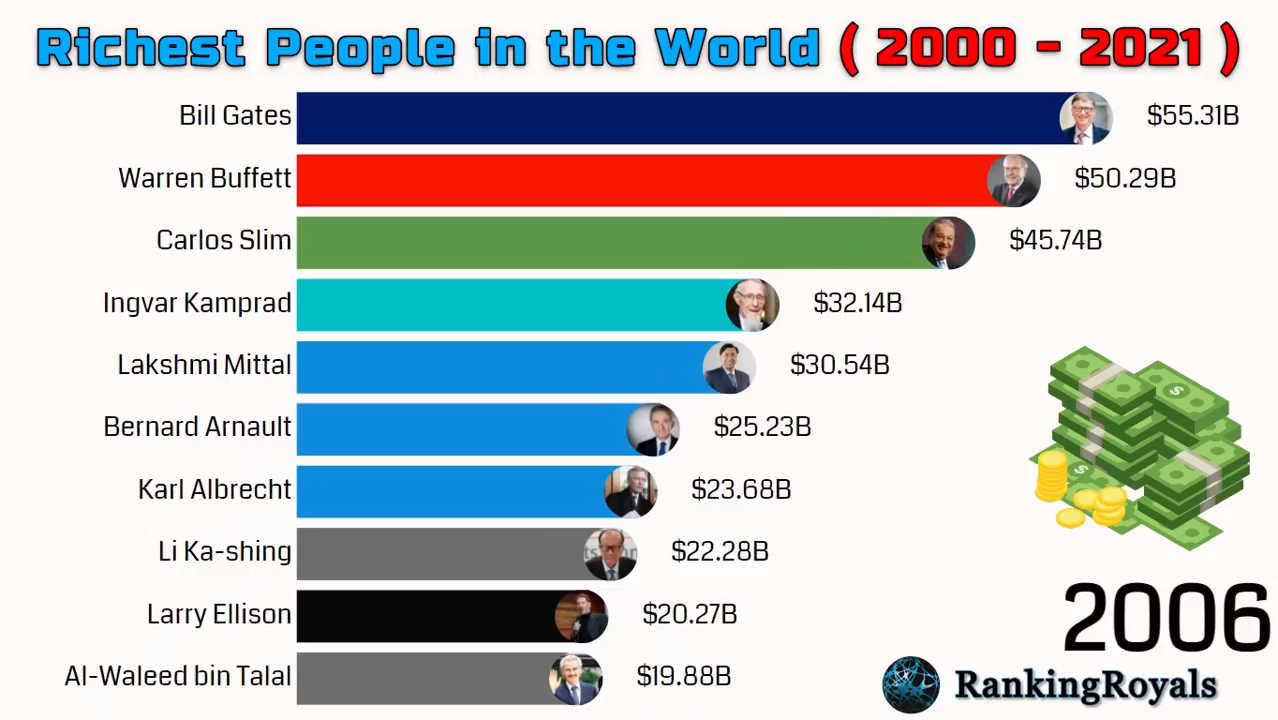 Richest People in the World ( 2000 - 2021 )
Bill Gates $55.31B
Warren Buffett $50.29B
Carlos Slim $45.74B
Ingvar Kamprad $32.14B
Lakshmi Mittal $30.54B
Bernard Arnault $25.23B
Karl Albrecht $23.68B
Li Ka-shing $22.28B
Larry Ellison $20.27B
Al-Waleed bin Talal $19.88B
2006
RankingRoyals